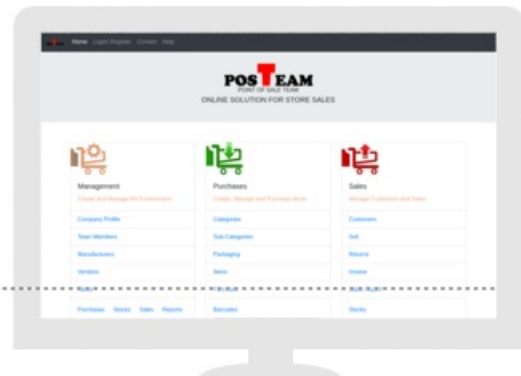 Home Login Register Contact Help
POSTEAM
POINT OF SALE TEAM
ONLINE SOLUTION FOR STORE SALES
Management
Create and Manage the Environment
Company Profile
Team Members
Manufacturers
Vendors
Purchases Stocks Sales Reports
Purchases
Create, Manage and Purchase Items
Categories
Sub-Categories
Packaging
Items
Barcodes
Sales
Manage Customers and Sales
Customers
Sell
Returns
Invoice
Stocks